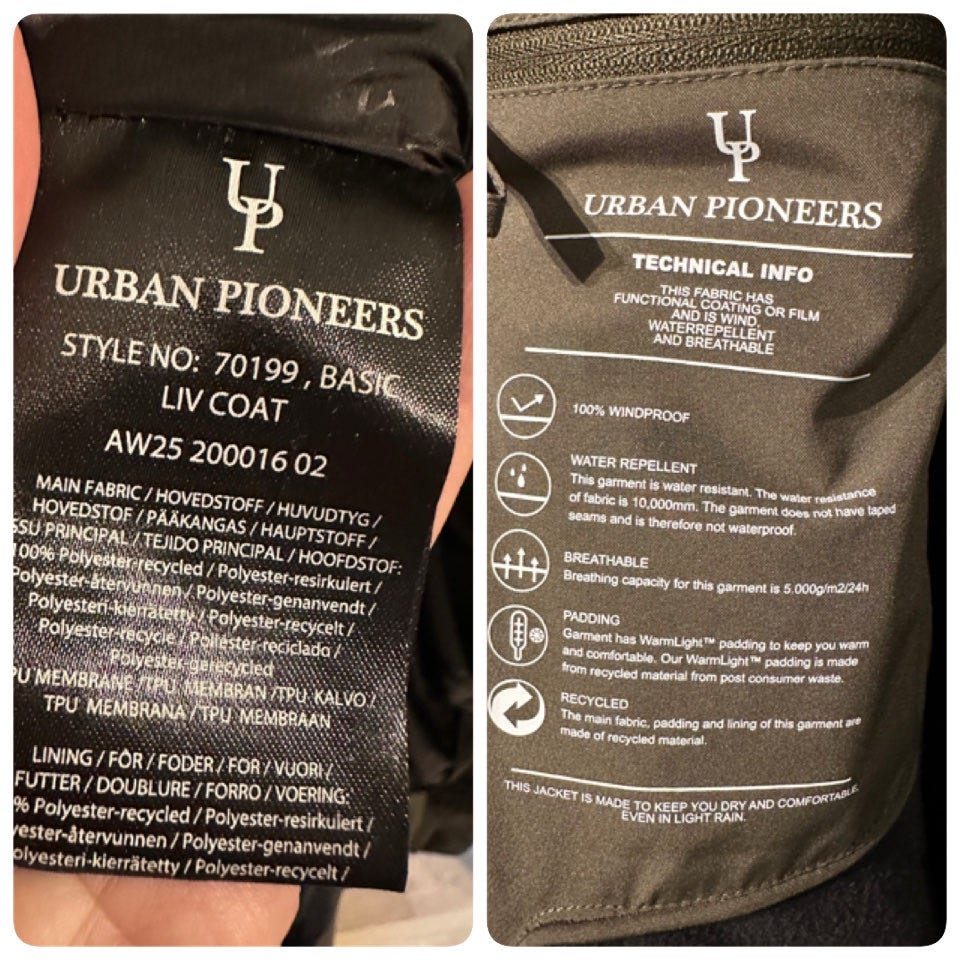 UP
URBAN PIONEERS
STYLE NO: 70199 , BASIC
LIV COAT
AW25 200016 02
MAIN FABRIC / HOVEDSTOFF / HUVUDTYG /
HOVEDSTOF / PÄÄKANGAS / HAUPTSTOFF /
SSU PRINCIPAL / TEJIDO PRINCIPAL / HOOFDSTOF:
100% Polyester-recycled / Polyester-resirkulert /
Polyester-återvunnen / Polyester-genanvendt /
Polyesteri-kierrätetty / Polyester-recycelt /
Polyester-recycle / Poliester-reciclado /
Polyester-gerecycled
PU MEMBRANE / TPU MEMBRAN /TPU KALVO /
TPU MEMBRANA / TPU MEMBRAAN
LINING / FÔR / FODER / FOR / VUORI /
FUTTER / DOUBLURE / FORRO / VOERING:
% Polyester-recycled / Polyester-resirkulert /
yester-återvunnen / Polyester-genanvendt /
olyesteri-kierrätetty / Polyester-recycelt /
UP
URBAN PIONEERS
TECHNICAL INFO
THIS FABRIC HAS
FUNCTIONAL COATING OR FILM
AND IS WIND,
WATERREPELLENT
AND BREATHABLE
100% WINDPROOF
WATER REPELLENT
This garment is water resistant. The water resistance
of fabric is 10,000mm. The garment does not have taped
seams and is therefore not waterproof.
BREATHABLE
Breathing capacity for this garment is 5.000g/m2/24h
PADDING
Garment has WarmLight™ padding to keep you warm
and comfortable. Our WarmLight™ padding is made
from recycled material from post consumer waste.
RECYCLED
The main fabric, padding and lining of this garment are
made of recycled material.
THIS JACKET IS MADE TO KEEP YOU DRY AND COMFORTABLE
EVEN IN LIGHT RAIN.